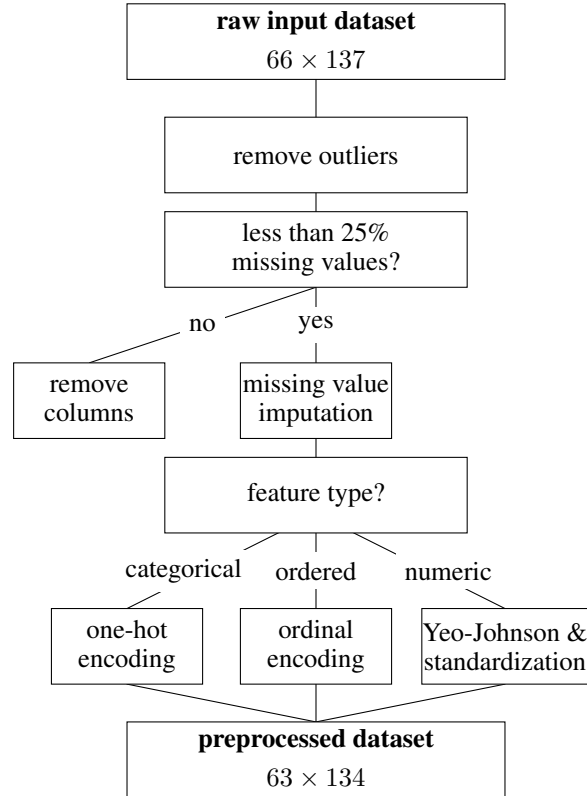 raw input dataset
66 × 137
remove outliers
less than 25%
missing values?
no
yes
remove
columns
missing value
imputation
feature type?
categorical
ordered
numeric
one-hot
encoding
ordinal
encoding
Yeo-Johnson &
standardization
preprocessed dataset
63 × 134